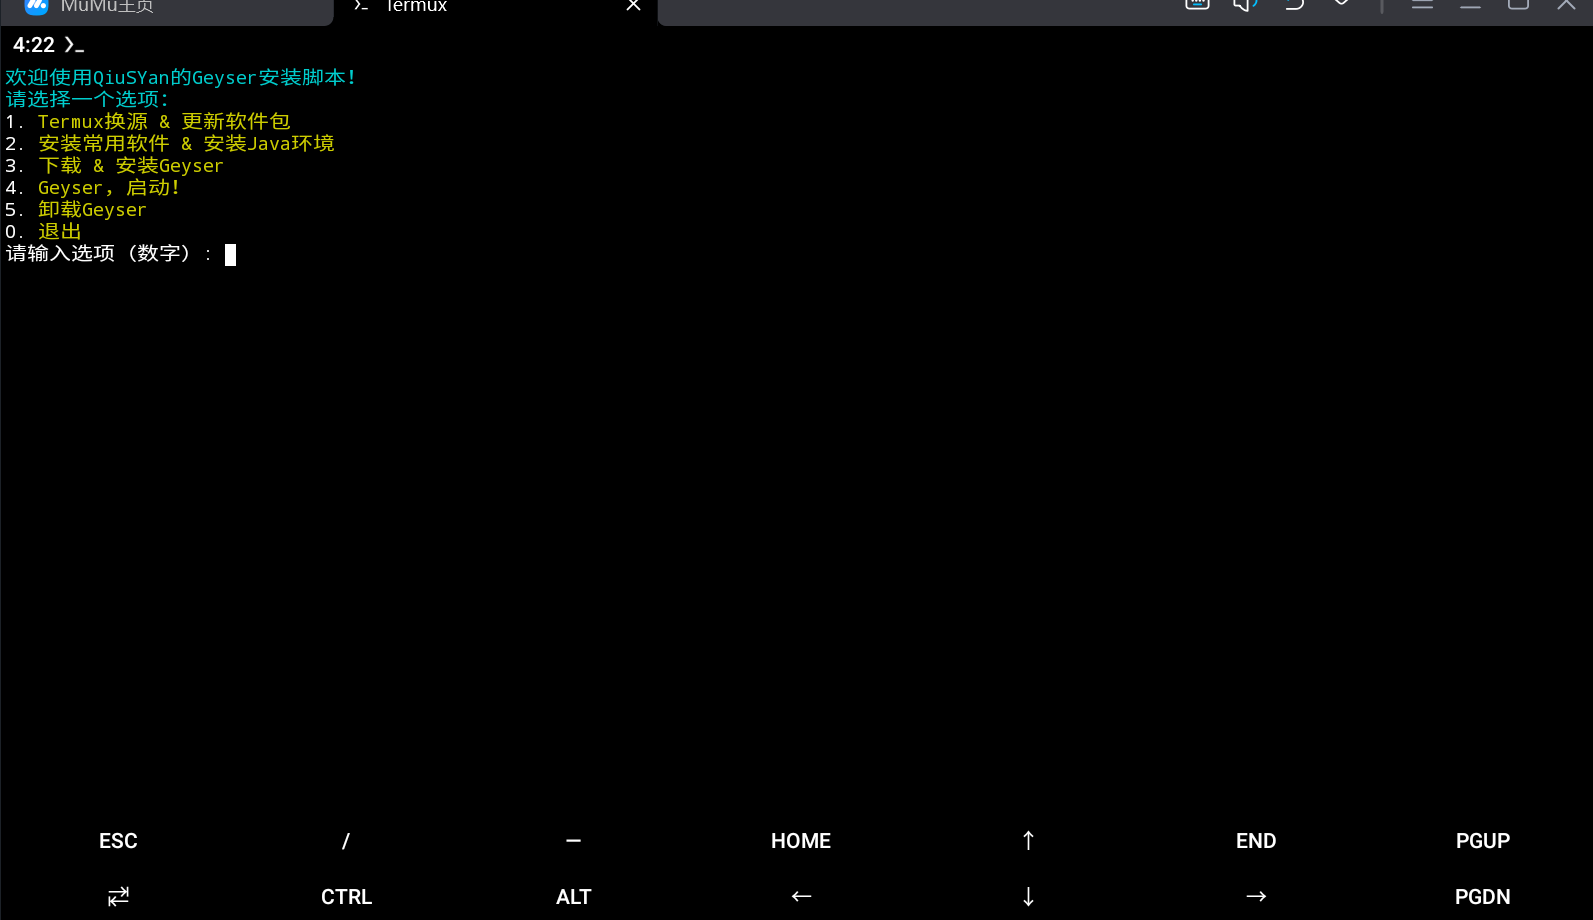 MuMu主页
Termux
4:22
欢迎使用QiuSYan的Geyser安装脚本！
请选择一个选项：
1. Termux换源 & 更新软件包
2. 安装常用软件 & 安装Java环境
3. 下载 & 安装Geyser
4. Geyser，启动！
5. 卸载Geyser
0. 退出
请输入选项（数字）:
ESC / — HOME ↑ END PGUP
⇄ CTRL ALT ← ↓ → PGDN